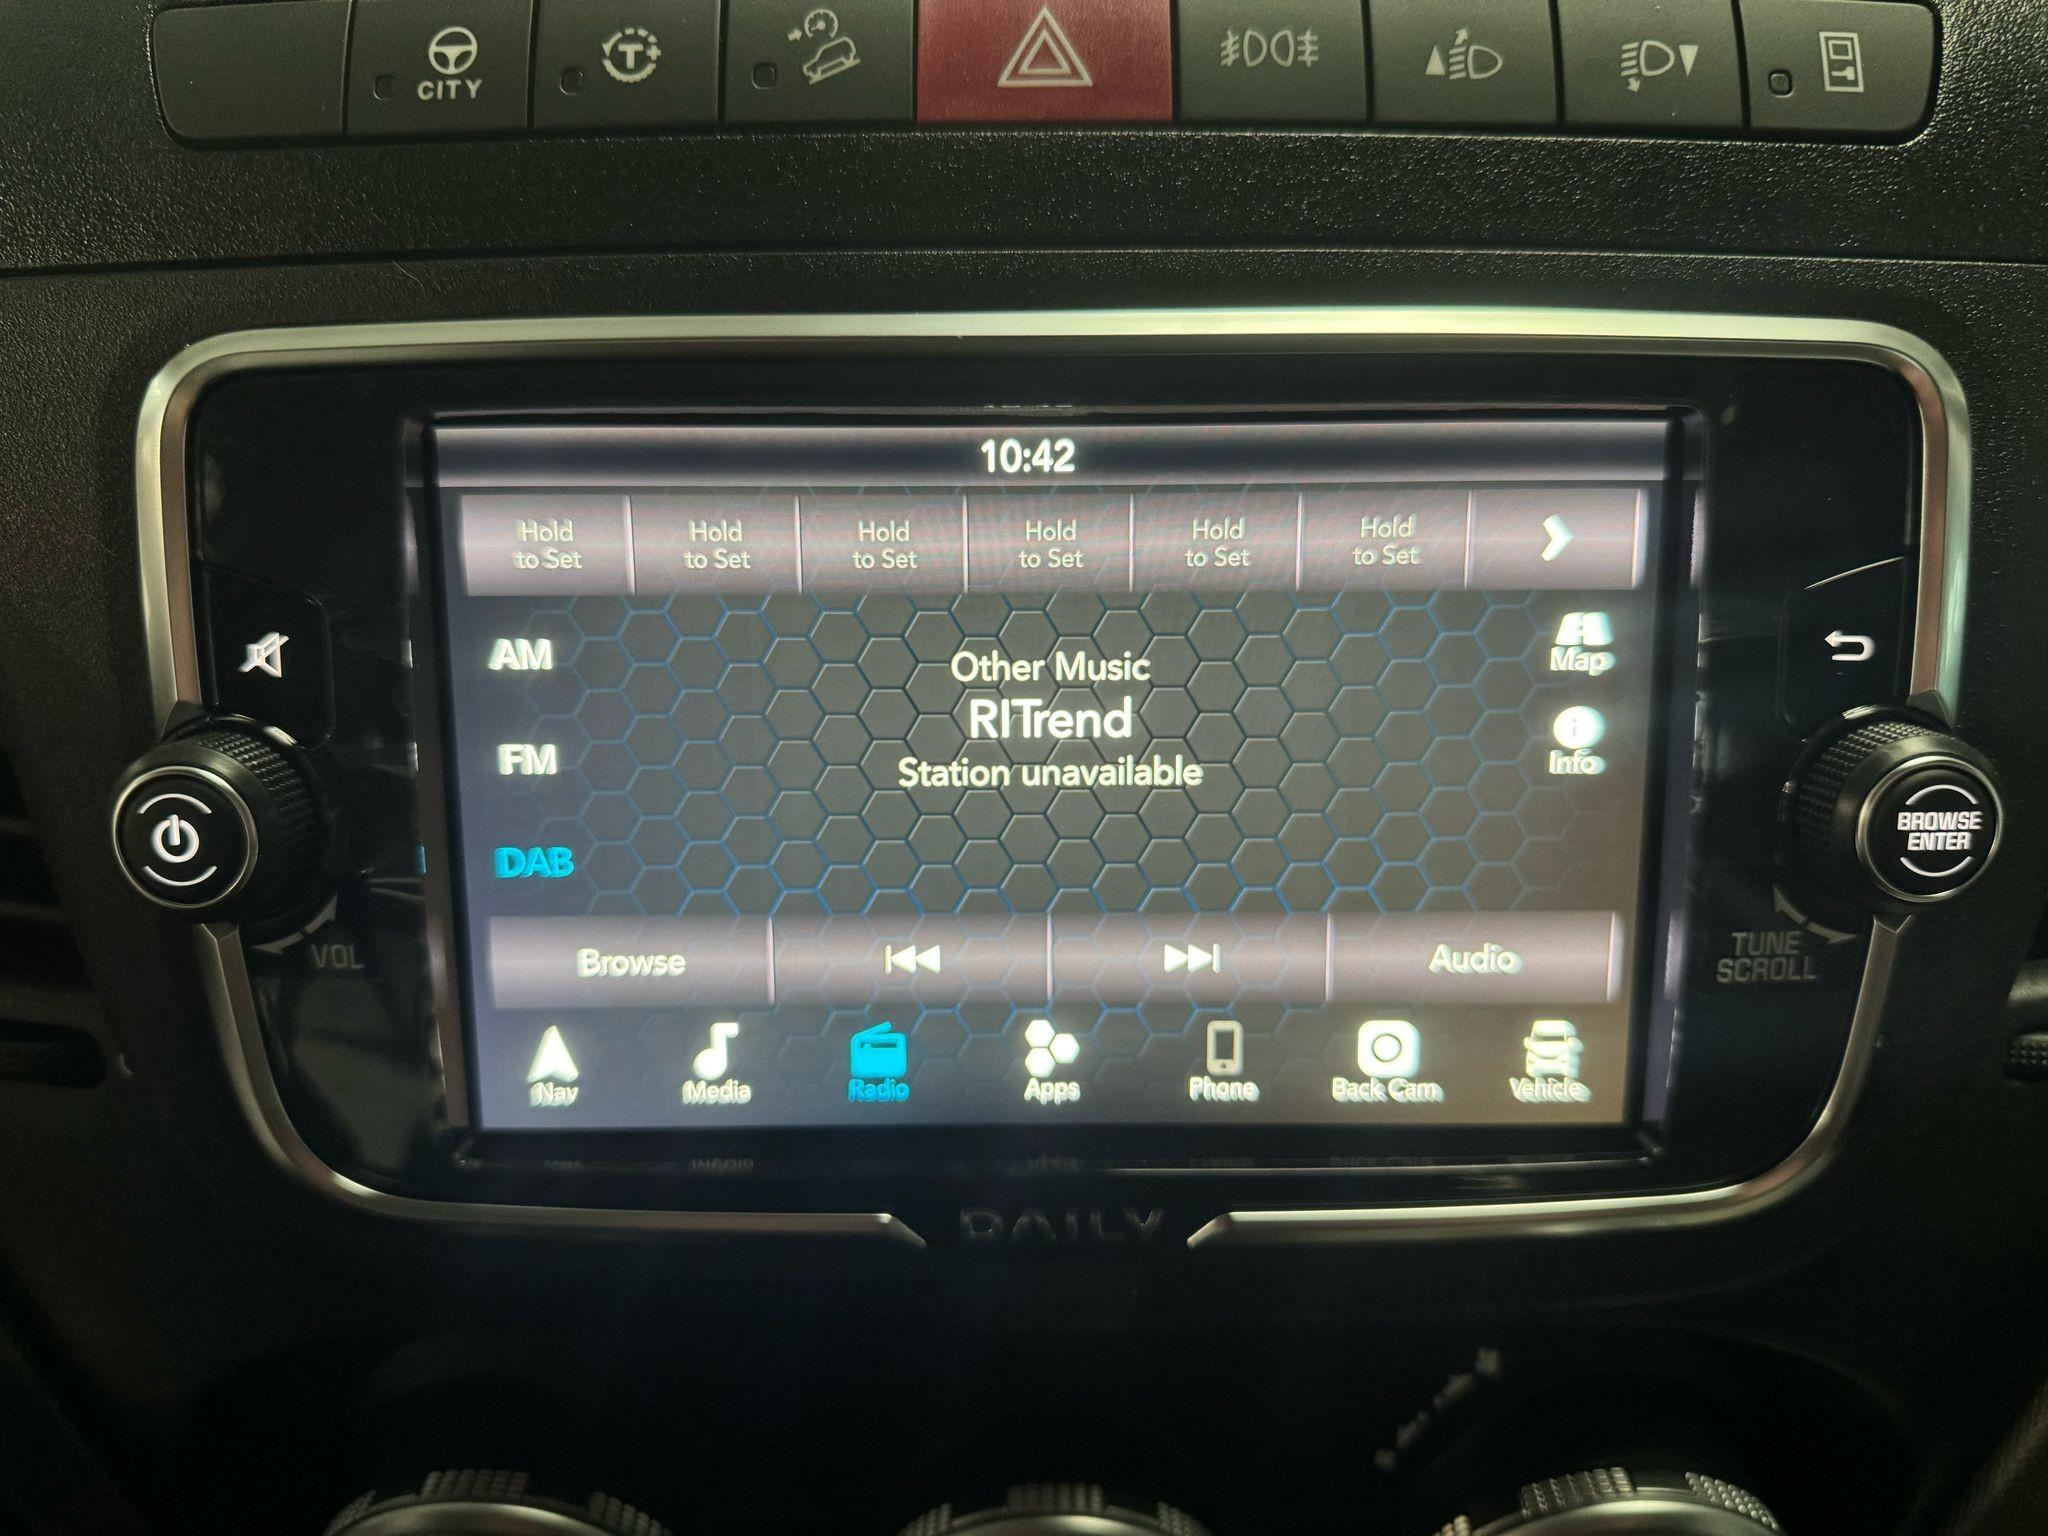 CITY
T
10:42
Hold
to Set
Hold
to Set
Hold
to Set
Hold
to Set
Hold
to Set
Hold
to Set
AM
Other Music
Map
RITrend
FM
Station unavailable
Info
BROWSE
ENTER
DAB
VOL
Browse
Audio
TUNE
SCROLL
Nav
Media
Radio
Apps
Phone
Back Cam
Vehicle
DAILY